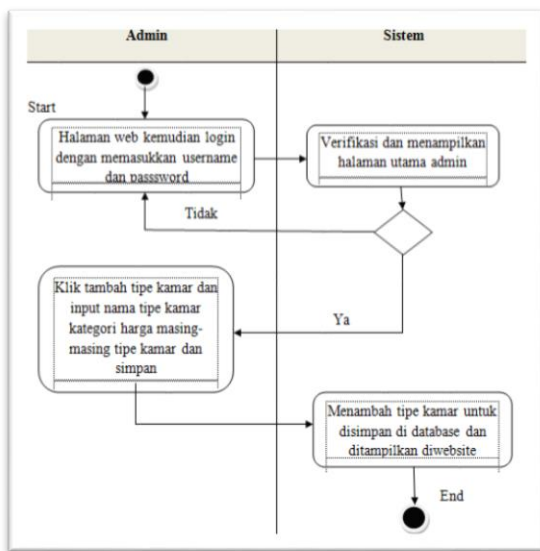 Admin
Sistem
Start
Halaman web kemudian login
dengan memasukkan username
dan passsword
Verifikasi dan menampilkan
halaman utama admin
Tidak
Klik tambah tipe kamar dan
input nama tipe kamar
kategori harga masing-
masing tipe kamar dan
simpan
Ya
Menambah tipe kamar untuk
disimpan di database dan
ditampilkan diwebsite
End